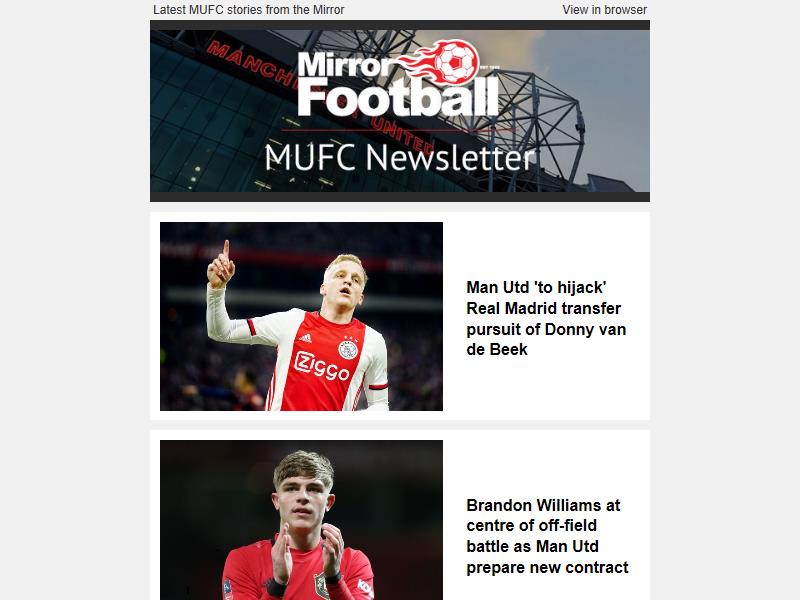 Latest MUFC stories from the Mirror
View in browser
MANCH
UNITED
Mirror
Football
MUFC Newsletter
Man Utd 'to hijack'
Real Madrid transfer
pursuit of Donny van
de Beek
Ziggo
Brandon Williams at
centre of off-field
battle as Man Utd
prepare new contract